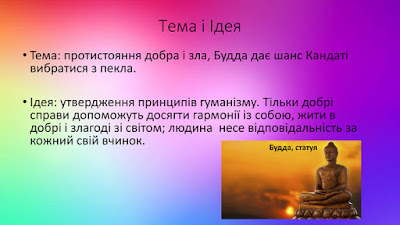 Тема і Ідея
• Тема: протистояння добра і зла, Будда дає шанс Кандаті
вибратися з пекла.
• Ідея: утвердження принципів гуманізму. Тільки добрі
справи допоможуть досягти гармонії із собою, жити в
добрі і злагоді зі світом; людина несе відповідальність за
кожний свій вчинок.
Будда, статуя